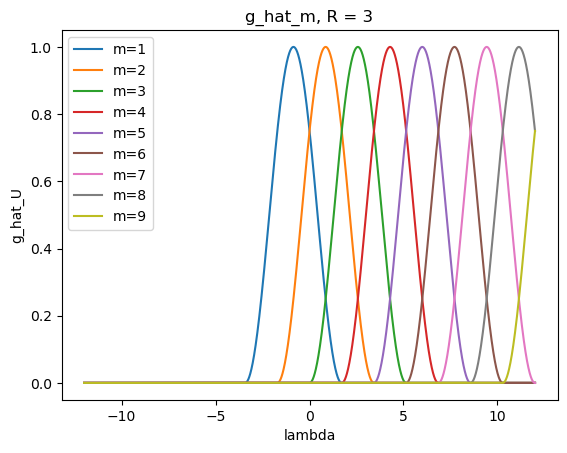 g_hat_m, R = 3
g_hat_U
1.0
0.8
0.6
0.4
0.2
0.0
m=1
m=2
m=3
m=4
m=5
m=6
m=7
m=8
m=9
−10
−5
0
5
10
lambda